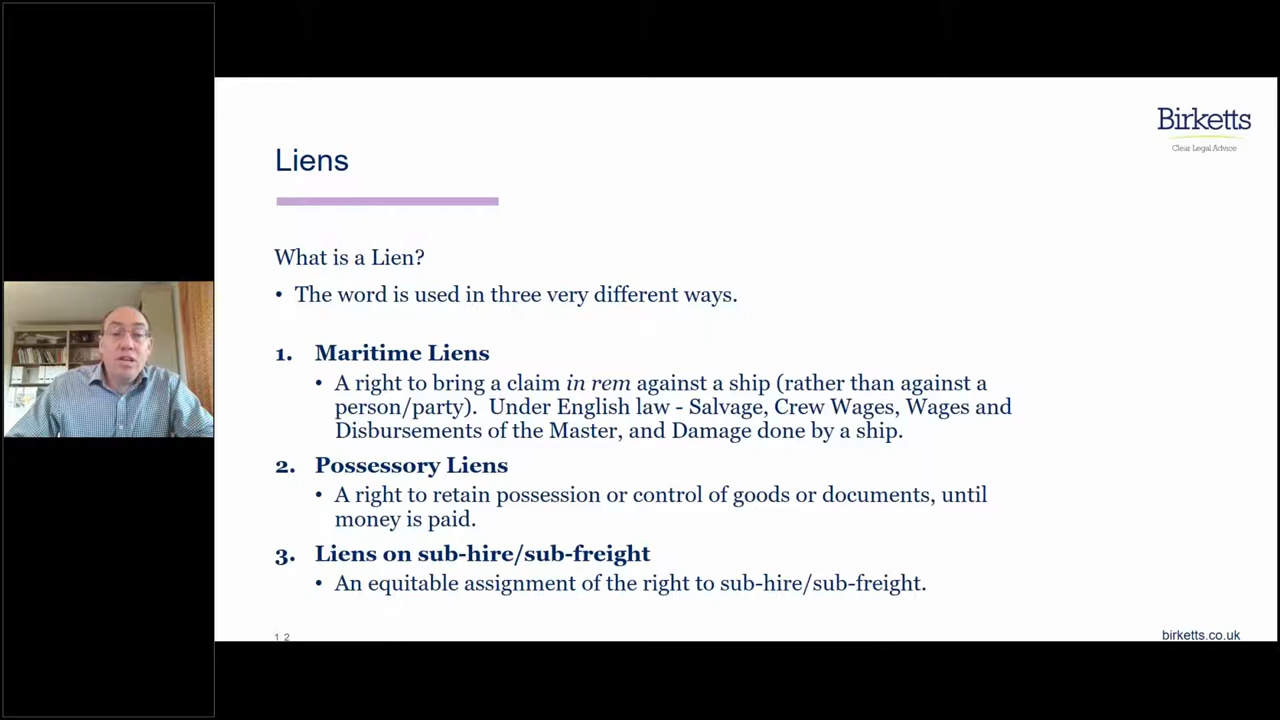 Birketts
Clear Legal Advice
Liens
What is a Lien?
• The word is used in three very different ways.
1. Maritime Liens
• A right to bring a claim in rem against a ship (rather than against a
person/party). Under English law - Salvage, Crew Wages, Wages and
Disbursements of the Master, and Damage done by a ship.
2. Possessory Liens
• A right to retain possession or control of goods or documents, until
money is paid.
3. Liens on sub-hire/sub-freight
• An equitable assignment of the right to sub-hire/sub-freight.
1 2
birketts.co.uk